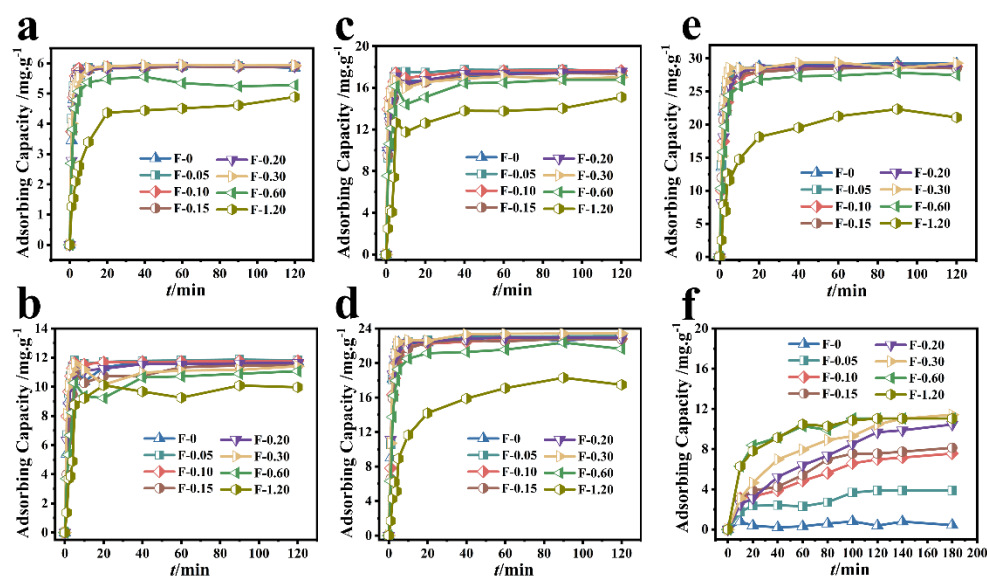 a
Adsorbing Capacity /mg.g-1
6
5
4
3
2
1
0
F-0 F-0.20
F-0.05 F-0.30
F-0.10 F-0.60
F-0.15 F-1.20
0 20 40 60 80 100 120
t/min
c
Adsorbing Capacity /mg.g-1
20
16
12
8
4
0
F-0 F-0.20
F-0.05 F-0.30
F-0.10 F-0.60
F-0.15 F-1.20
0 20 40 60 80 100 120
t/min
e
Adsorbing Capacity /mg.g-1
30
25
20
15
10
5
0
F-0 F-0.20
F-0.05 F-0.30
F-0.10 F-0.60
F-0.15 F-1.20
0 20 40 60 80 100 120
t/min
b
Adsorbing Capacity /mg.g-1
14
12
10
8
6
4
2
0
F-0 F-0.20
F-0.05 F-0.30
F-0.10 F-0.60
F-0.15 F-1.20
0 20 40 60 80 100 120
t/min
d
Adsorbing Capacity /mg.g-1
24
20
16
12
8
4
0
F-0 F-0.20
F-0.05 F-0.30
F-0.10 F-0.60
F-0.15 F-1.20
0 20 40 60 80 100 120
t/min
f
Adsorbing Capacity /mg.g-1
20
16
12
8
4
0
F-0 F-0.20
F-0.05 F-0.30
F-0.10 F-0.60
F-0.15 F-1.20
0 20 40 60 80 100 120 140 160 180 200
t/min